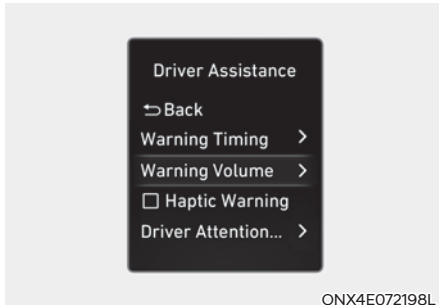 Driver Assistance
Back
Warning Timing
Warning Volume
Haptic Warning
Driver Attention...
ONX4E072198L